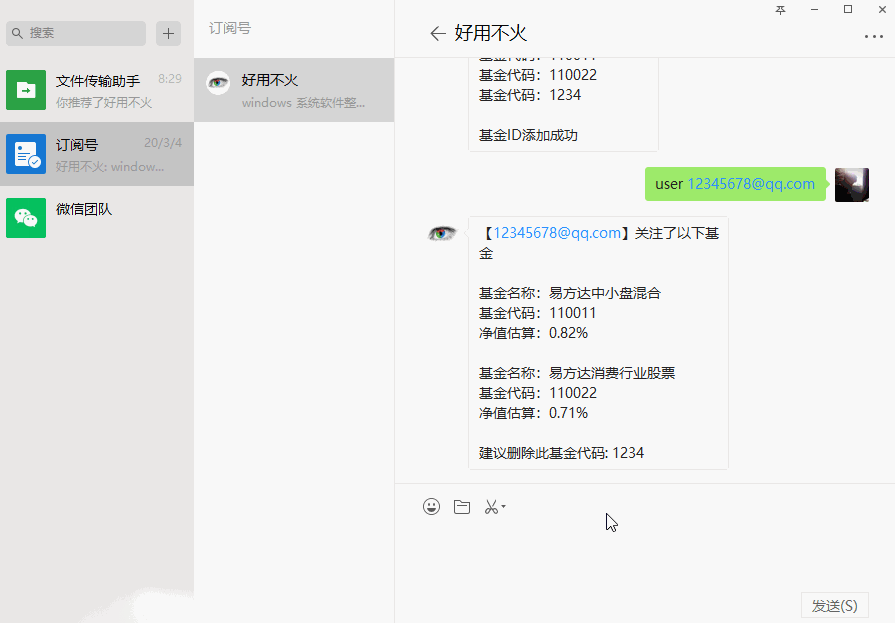 搜索
文件传输助手 8:29
你推荐了好用不火
订阅号 20/3/4
好用不火: window...
微信团队
订阅号
好用不火
windows 系统软件整...
好用不火
基金代码：110011
基金代码：110022
基金代码：1234
基金ID添加成功
user 12345678@qq.com
【12345678@qq.com】关注了以下基
金
基金名称：易方达中小盘混合
基金代码：110011
净值估算：0.82%
基金名称：易方达消费行业股票
基金代码：110022
净值估算：0.71%
建议删除此基金代码: 1234
发送(S)